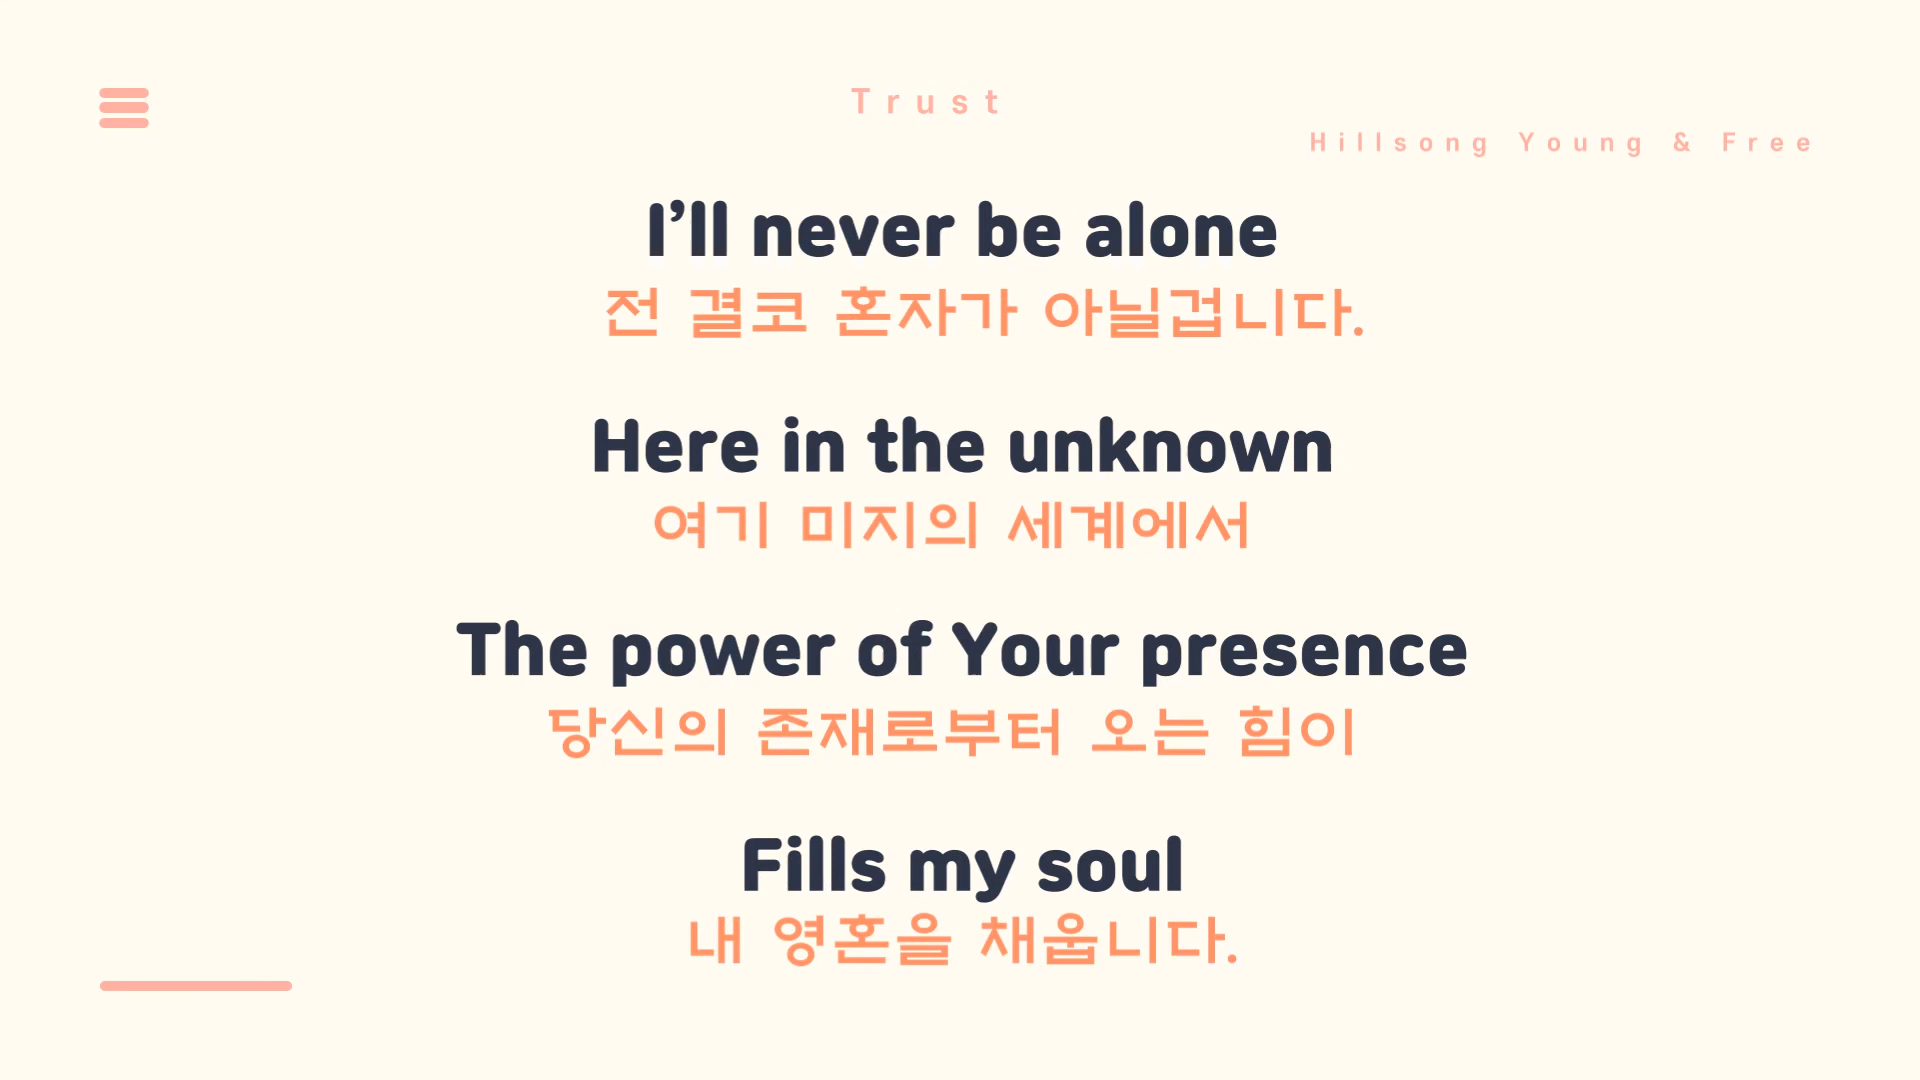 Trust
Hillsong Young & Free
I’ll never be alone
전 결코 혼자가 아닐겁니다.
Here in the unknown
여기 미지의 세계에서
The power of Your presence
당신의 존재로부터 오는 힘이
Fills my soul
내 영혼을 채웁니다.